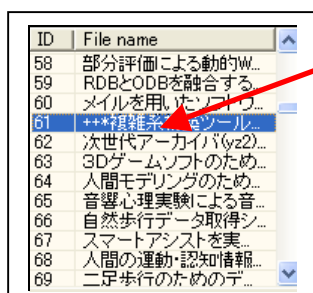 ID File name
58 部分評価による動的W...
59 RDBとODBを融合する...
60 メイルを用いたソフトウ...
61 +++*複雑系 ツール...
62 次世代アーカイバ(yz2)...
63 3Dゲームソフトのため...
64 人間モデリングのため...
65 音響心理実験による音...
66 自然歩行データ取得シ...
67 スマートアシストを実...
68 人間の運動・認知情報...
69 二足歩行のためのデ...